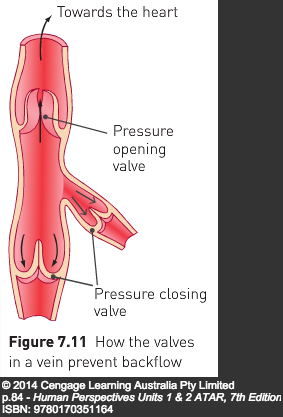 Towards the heart
Pressure
opening
valve
Pressure closing
valve
Figure 7.11 How the valves
in a vein prevent backflow
© 2014 Cengage Learning Australia Pty Limited
p.84 - Human Perspectives Units 1 & 2 ATAR, 7th Edition
ISBN: 9780170351164